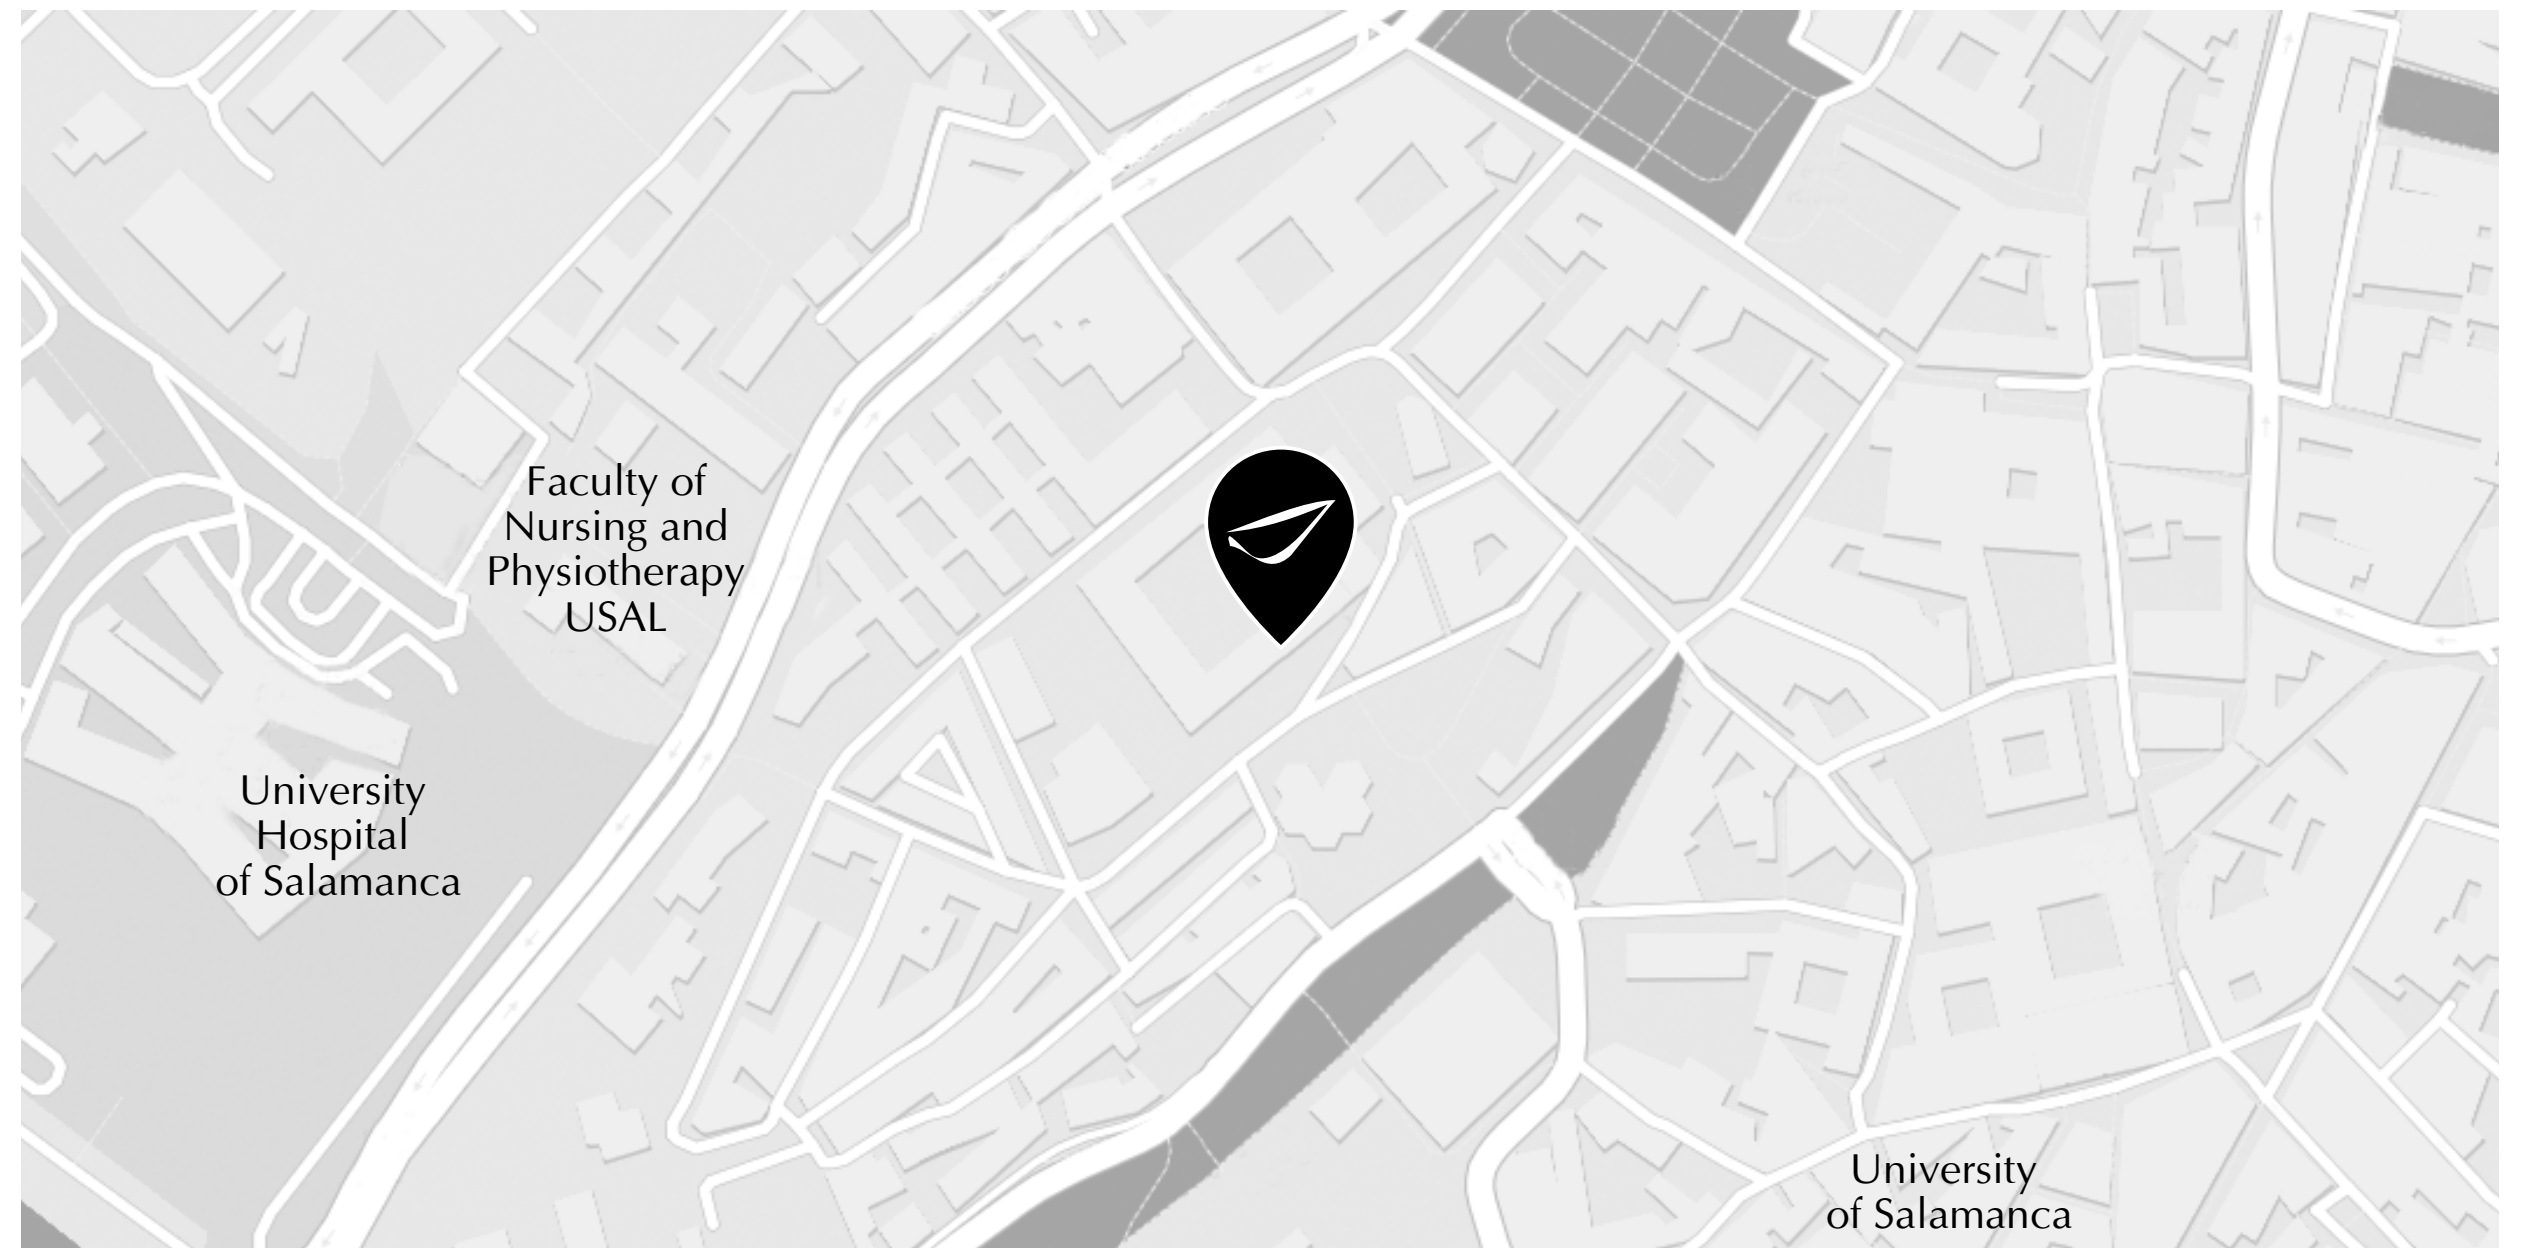 Faculty of
Nursing and
Physiotherapy
USAL
University
Hospital
of Salamanca
University
of Salamanca